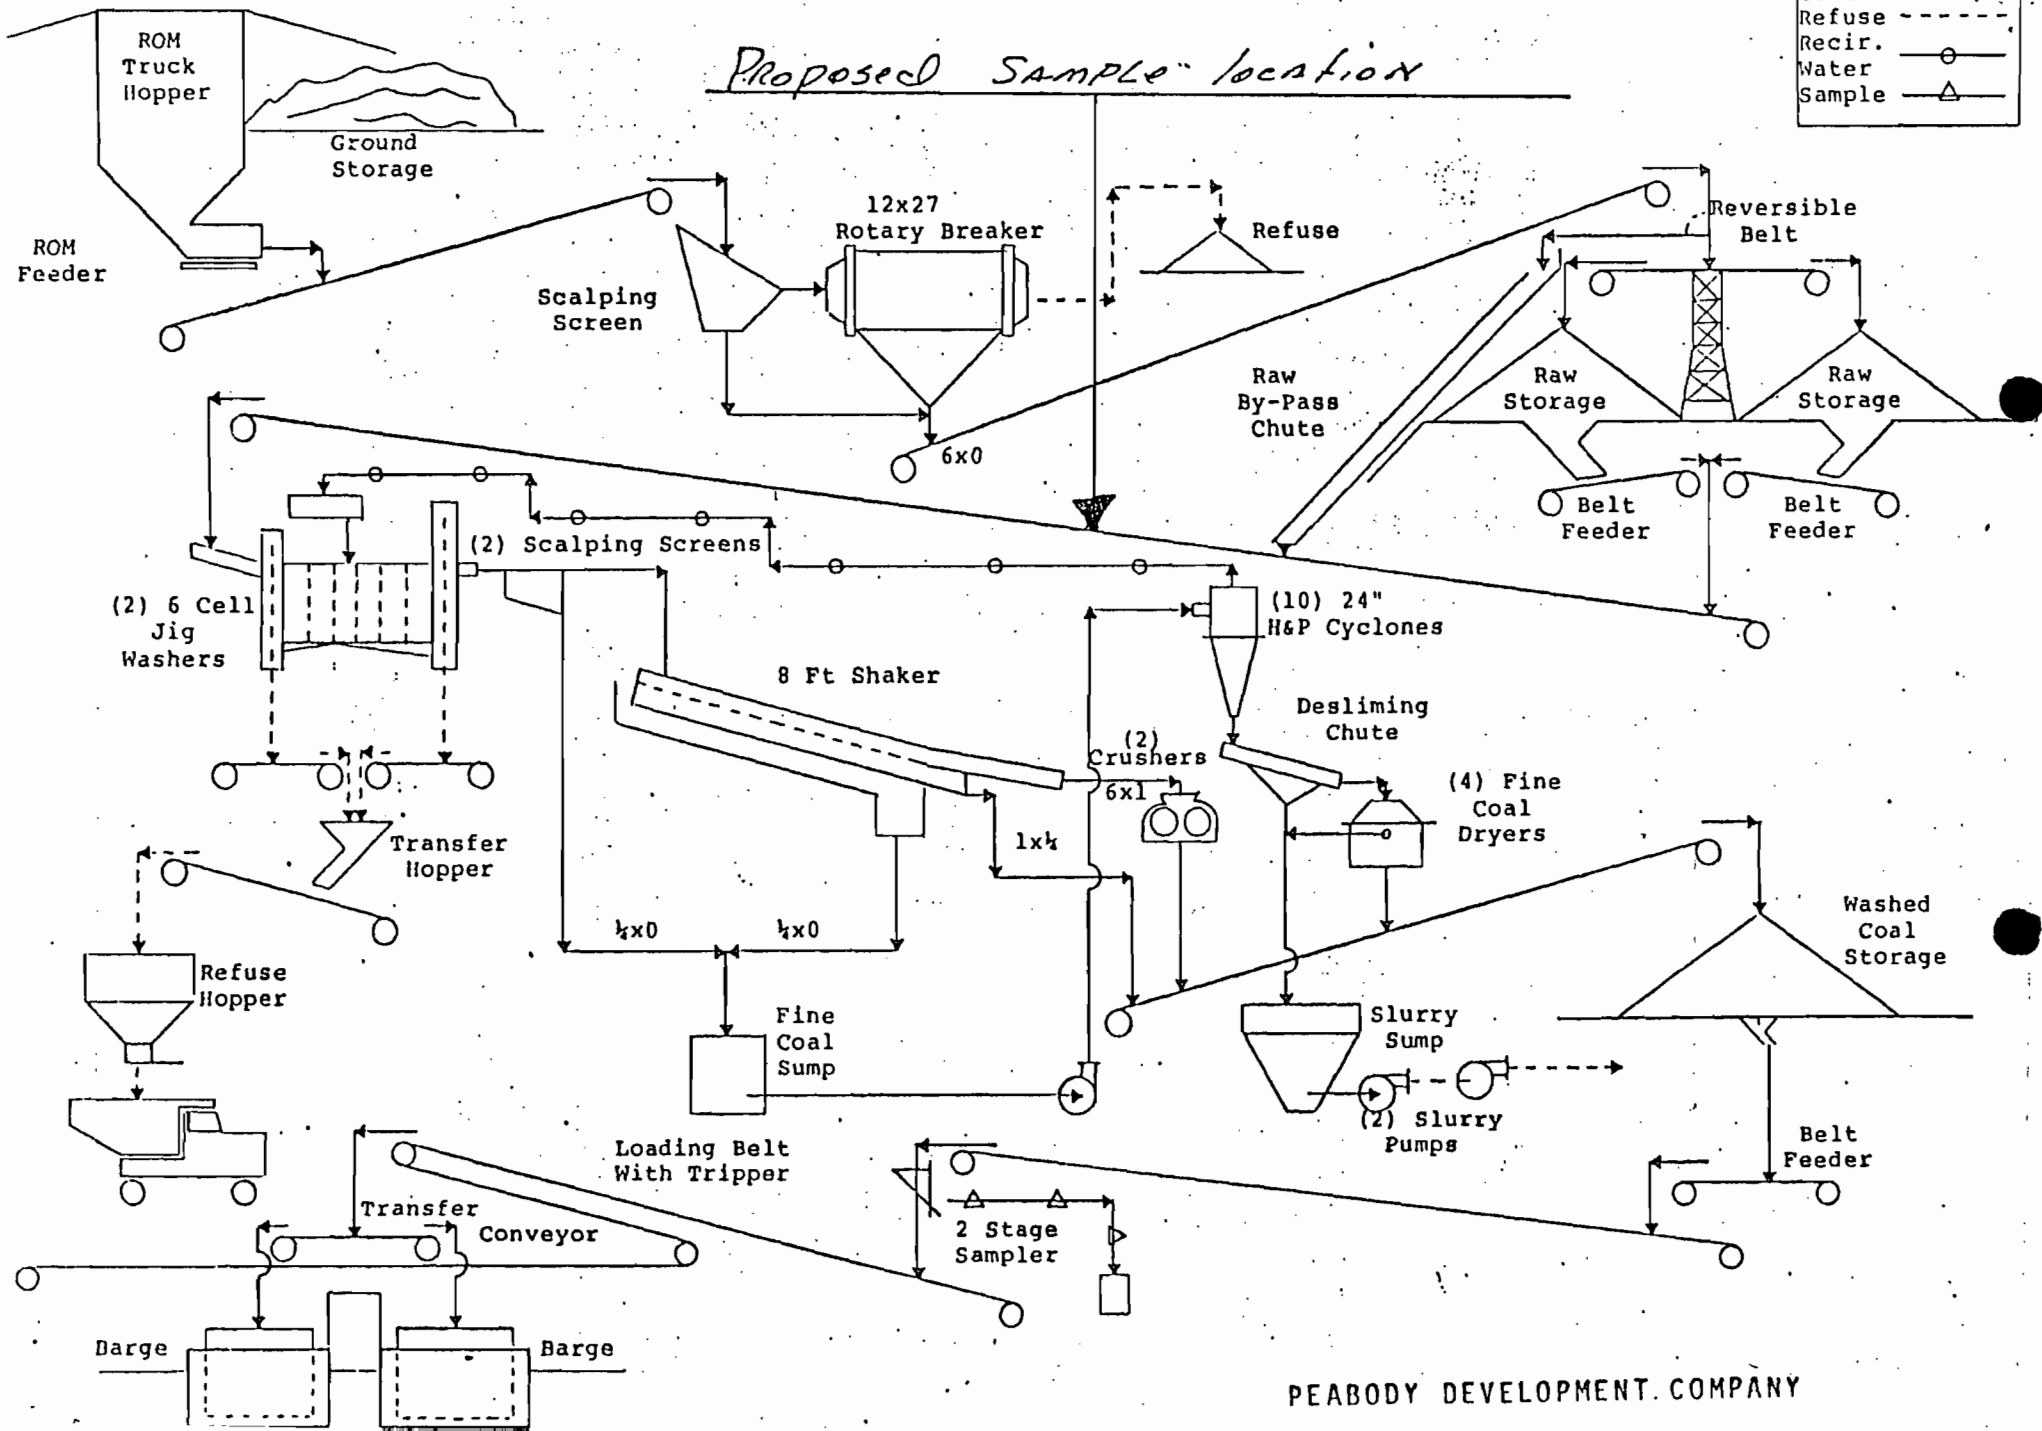 Refuse
Recir.
Water
Sample
Proposed Sample location
ROM
Truck
Hopper
Ground
Storage
ROM
Feeder
12x27
Rotary Breaker
Refuse
Scalping
Screen
6x0
Reversible
Belt
Raw
By-Pass
Chute
Raw
Storage
Raw
Storage
Belt
Feeder
Belt
Feeder
(2) Scalping Screens
(2) 6 Cell
Jig
Washers
(10) 24"
H&P Cyclones
8 Ft Shaker
Desliming
Chute
(2)
Crushers
6x1
(4) Fine
Coal
Dryers
1x¼
Transfer
Hopper
¼x0
¼x0
Washed
Coal
Storage
Refuse
Hopper
Fine
Coal
Sump
Slurry
Sump
(2) Slurry
Pumps
Loading Belt
With Tripper
Belt
Feeder
Transfer
Conveyor
2 Stage
Sampler
Barge
Barge
PEABODY DEVELOPMENT. COMPANY